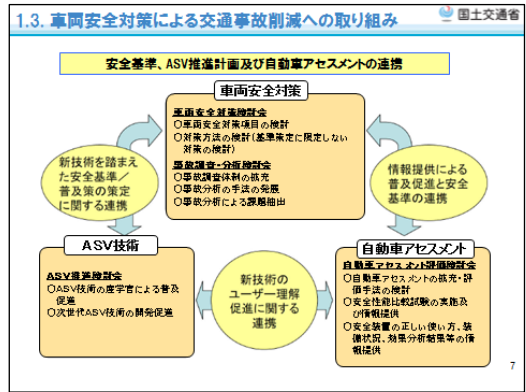 1.3. 車両安全対策による交通事故削減への取り組み
国土交通省
安全基準、ASV推進計画及び自動車アセスメントの連携
車両安全対策
車両安全対策検討会
○車両安全対策項目の検討
○対策方法の検討(基準策定に限定しない
対策の検討)
事故調査・分析検討会
○事故調査体制の拡充
○事故分析の手法の発展
○事故分析による課題抽出
新技術を踏まえ
た安全基準／
普及策の策定
に関する連携
情報提供による
普及促進と安全
基準の連携
ASV技術
ASV推進検討会
○ASV技術の産学官による普及
促進
○次世代ASV技術の開発促進
新技術の
ユーザー理解
促進に関する
連携
自動車アセスメント
自動車アセスメント評価検討会
○自動車アセスメントの拡充・評
価手法の検討
○安全性能比較試験の実施及
び情報提供
○安全装置の正しい使い方、装
備状況、効果分析結果等の情
報提供
7